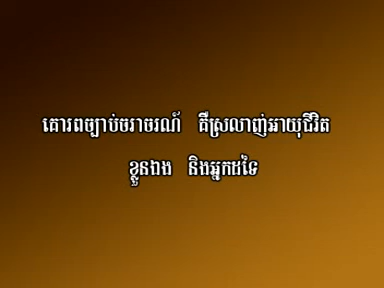 គោរពច្បាប់ចរាចរណ៍ គឺស្រលាញ់អាយុជីវិត
ខ្លួនឯង និងអ្នកដទៃ